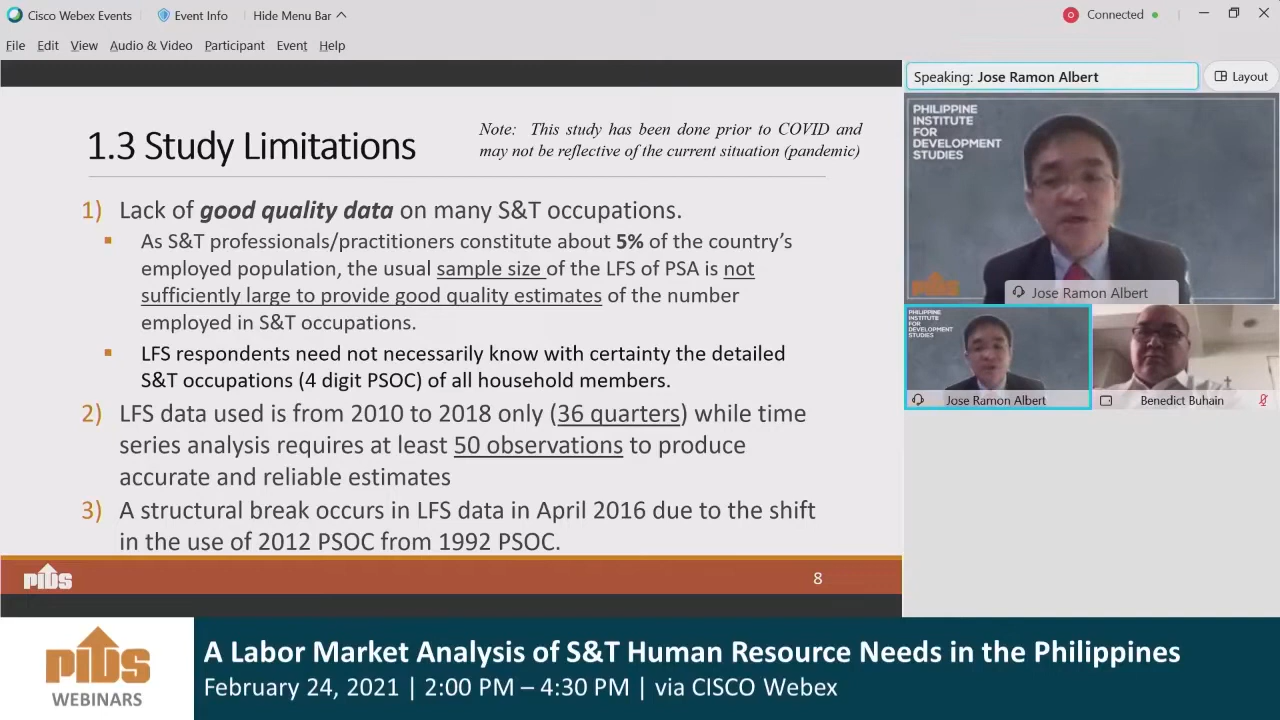 Cisco Webex Events
Event Info
Hide Menu Bar
Connected
File Edit View Audio & Video Participant Event Help
Speaking: Jose Ramon Albert
Layout
1.3 Study Limitations
Note: This study has been done prior to COVID and
may not be reflective of the current situation (pandemic)
1) Lack of good quality data on many S&T occupations.
As S&T professionals/practitioners constitute about 5% of the country's
employed population, the usual sample size of the LFS of PSA is not
sufficiently large to provide good quality estimates of the number
employed in S&T occupations.
LFS respondents need not necessarily know with certainty the detailed
S&T occupations (4 digit PSOC) of all household members.
2) LFS data used is from 2010 to 2018 only (36 quarters) while time
series analysis requires at least 50 observations to produce
accurate and reliable estimates
3) A structural break occurs in LFS data in April 2016 due to the shift
in the use of 2012 PSOC from 1992 PSOC.
PIDS
8
PHILIPPINE
INSTITUTE
FOR
DEVELOPMENT
STUDIES
Jose Ramon Albert
PHILIPPINE
INSTITUTE
FOR
DEVELOPMENT
STUDIES
Jose Ramon Albert
Benedict Buhain
PIDS
WEBINARS
A Labor Market Analysis of S&T Human Resource Needs in the Philippines
February 24, 2021 | 2:00 PM – 4:30 PM | via CISCO Webex